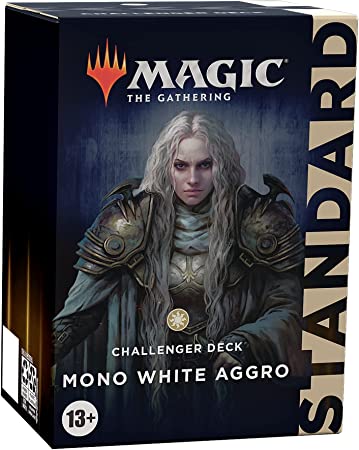 MAGIC
THE GATHERING
STANDARD
CHALLENGER DECK
MONO WHITE AGGRO
13+